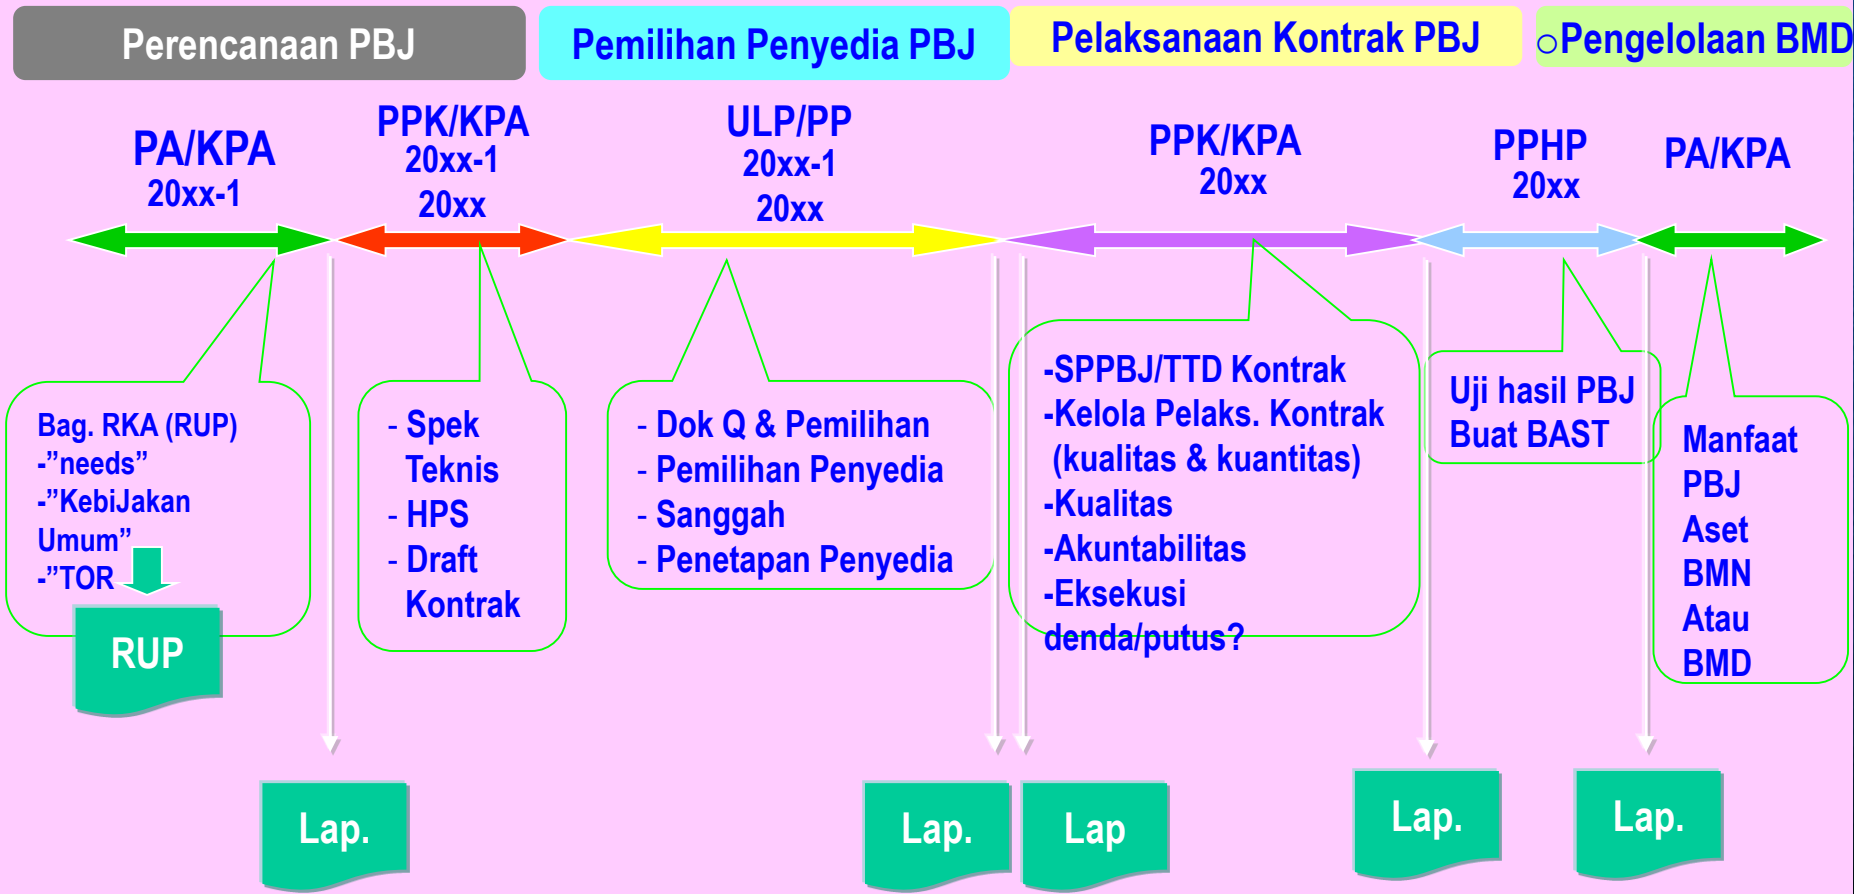 Perencanaan PBJ
Pemilihan Penyedia PBJ
Pelaksanaan Kontrak PBJ
○Pengelolaan BMD
PA/KPA
20xx-1
PPK/KPA
20xx-1
20xx
ULP/PP
20xx-1
20xx
PPK/KPA
20xx
PPHP
20xx
PA/KPA
Bag. RKA (RUP)
-”needs”
-”KebiJakan
Umum”
-”TOR
RUP
- Spek
Teknis
- HPS
- Draft
Kontrak
- Dok Q & Pemilihan
- Pemilihan Penyedia
- Sanggah
- Penetapan Penyedia
-SPPBJ/TTD Kontrak
-Kelola Pelaks. Kontrak
(kualitas & kuantitas)
-Kualitas
-Akuntabilitas
-Eksekusi
denda/putus?
Uji hasil PBJ
Buat BAST
Manfaat
PBJ
Aset
BMN
Atau
BMD
Lap.
Lap.
Lap
Lap.
Lap.